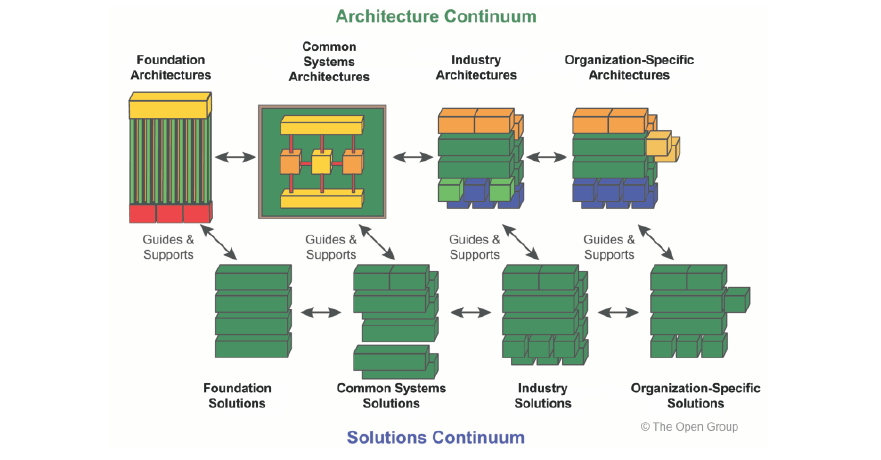 Architecture Continuum
Foundation
Architectures
Common
Systems
Architectures
Industry
Architectures
Organization-Specific
Architectures
Guides &
Supports
Guides &
Supports
Guides &
Supports
Guides &
Supports
Foundation
Solutions
Common Systems
Solutions
Industry
Solutions
Organization-Specific
Solutions
© The Open Group
Solutions Continuum